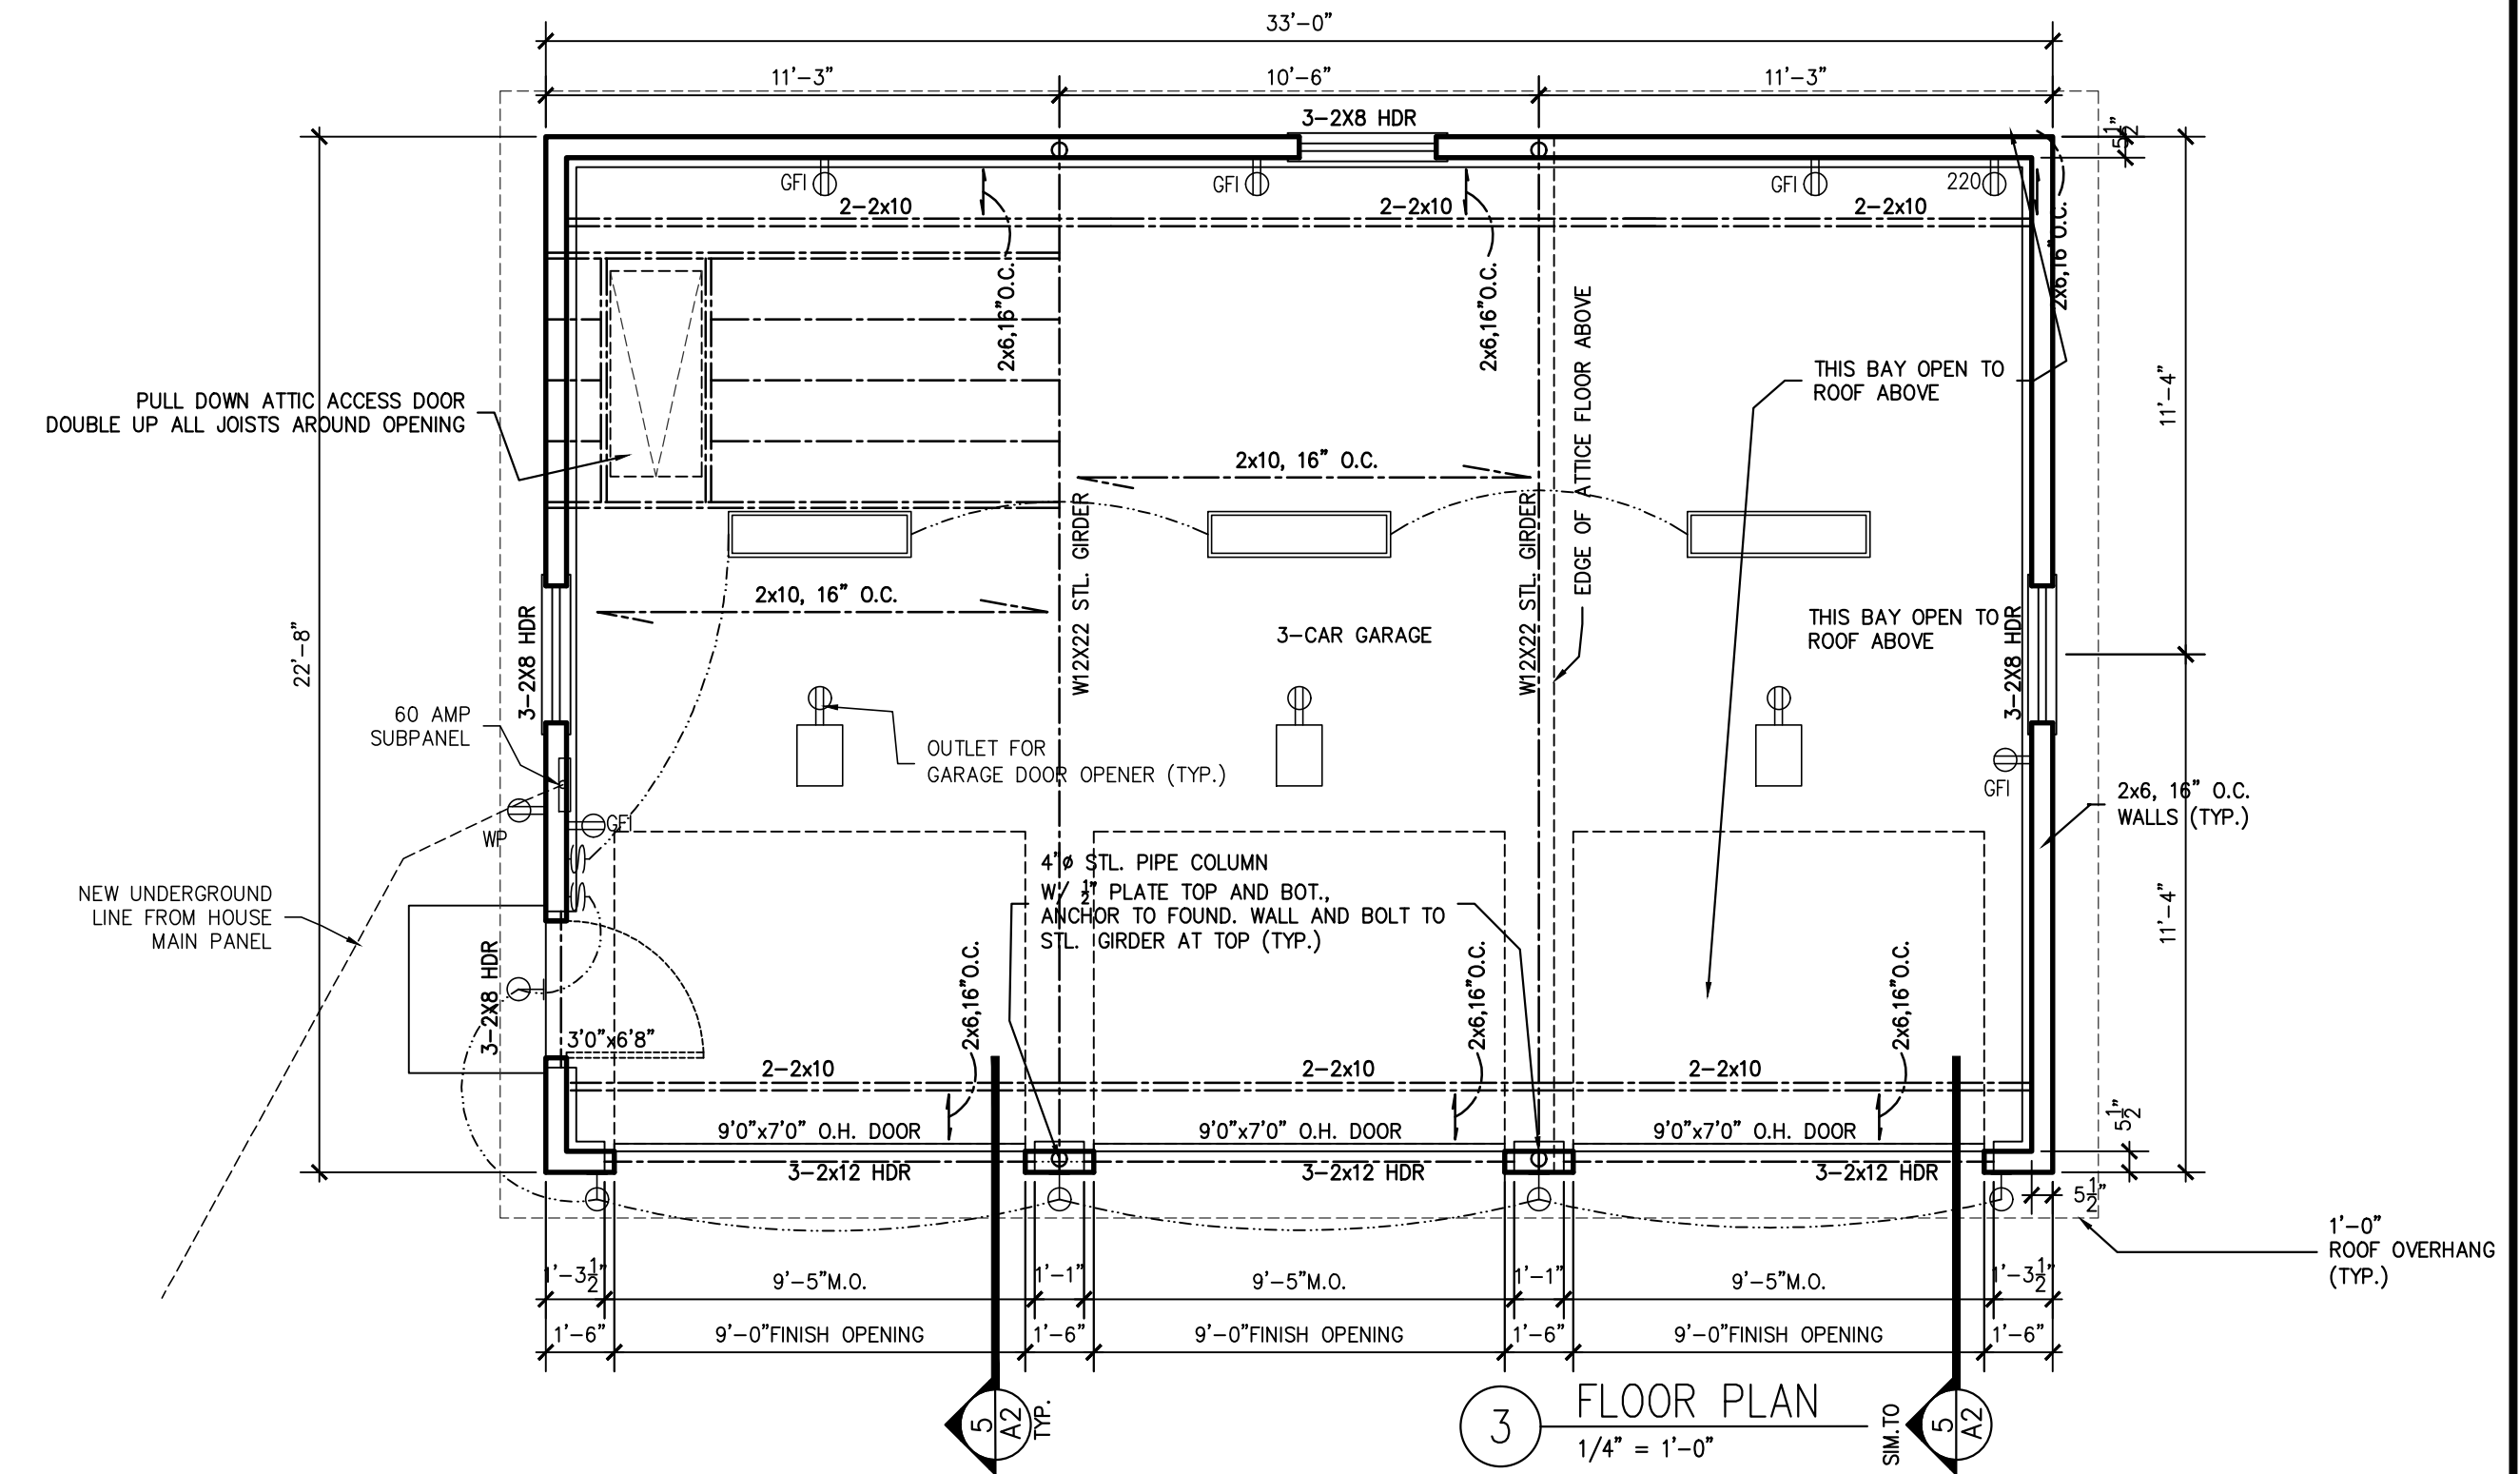 33'-0"
11'-3"
10'-6"
11'-3"
3-2X8 HDR
5 1/2"
GFI
GFI
GFI
220
2-2x10
2-2x10
2-2x10
2x6,16"O.C.
2x6,16"O.C.
2x6,16"O.C.
PULL DOWN ATTIC ACCESS DOOR
DOUBLE UP ALL JOISTS AROUND OPENING
THIS BAY OPEN TO
ROOF ABOVE
EDGE OF ATTICE FLOOR ABOVE
11'-4"
2x10, 16" O.C.
W12X22 STL. GIRDER
W12X22 STL. GIRDER
2x10, 16" O.C.
22'-8"
3-2X8 HDR
3-CAR GARAGE
THIS BAY OPEN TO
ROOF ABOVE
3-2X8 HDR
60 AMP
SUBPANEL
OUTLET FOR
GARAGE DOOR OPENER (TYP.)
GFI
2x6, 16" O.C.
WALLS (TYP.)
WP
GFI
4'ø STL. PIPE COLUMN
W/ 1/2" PLATE TOP AND BOT.,
ANCHOR TO FOUND. WALL AND BOLT TO
STL. GIRDER AT TOP (TYP.)
NEW UNDERGROUND
LINE FROM HOUSE
MAIN PANEL
11'-4"
3-2X8 HDR
2x6,16"O.C.
2x6,16"O.C.
2x6,16"O.C.
3'0"x6'8"
2-2x10
2-2x10
2-2x10
9'0"x7'0" O.H. DOOR
9'0"x7'0" O.H. DOOR
9'0"x7'0" O.H. DOOR
5 1/2"
3-2x12 HDR
3-2x12 HDR
3-2x12 HDR
5 1/2"
1'-0"
ROOF OVERHANG
(TYP.)
1'-3 1/2"
9'-5"M.O.
1'-1"
9'-5"M.O.
1'-1"
9'-5"M.O.
1'-3 1/2"
1'-6"
9'-0"FINISH OPENING
1'-6"
9'-0"FINISH OPENING
1'-6"
9'-0"FINISH OPENING
1'-6"
5
A2
TYP.
3
FLOOR PLAN
1/4" = 1'-0"
SIM.TO
5
A2